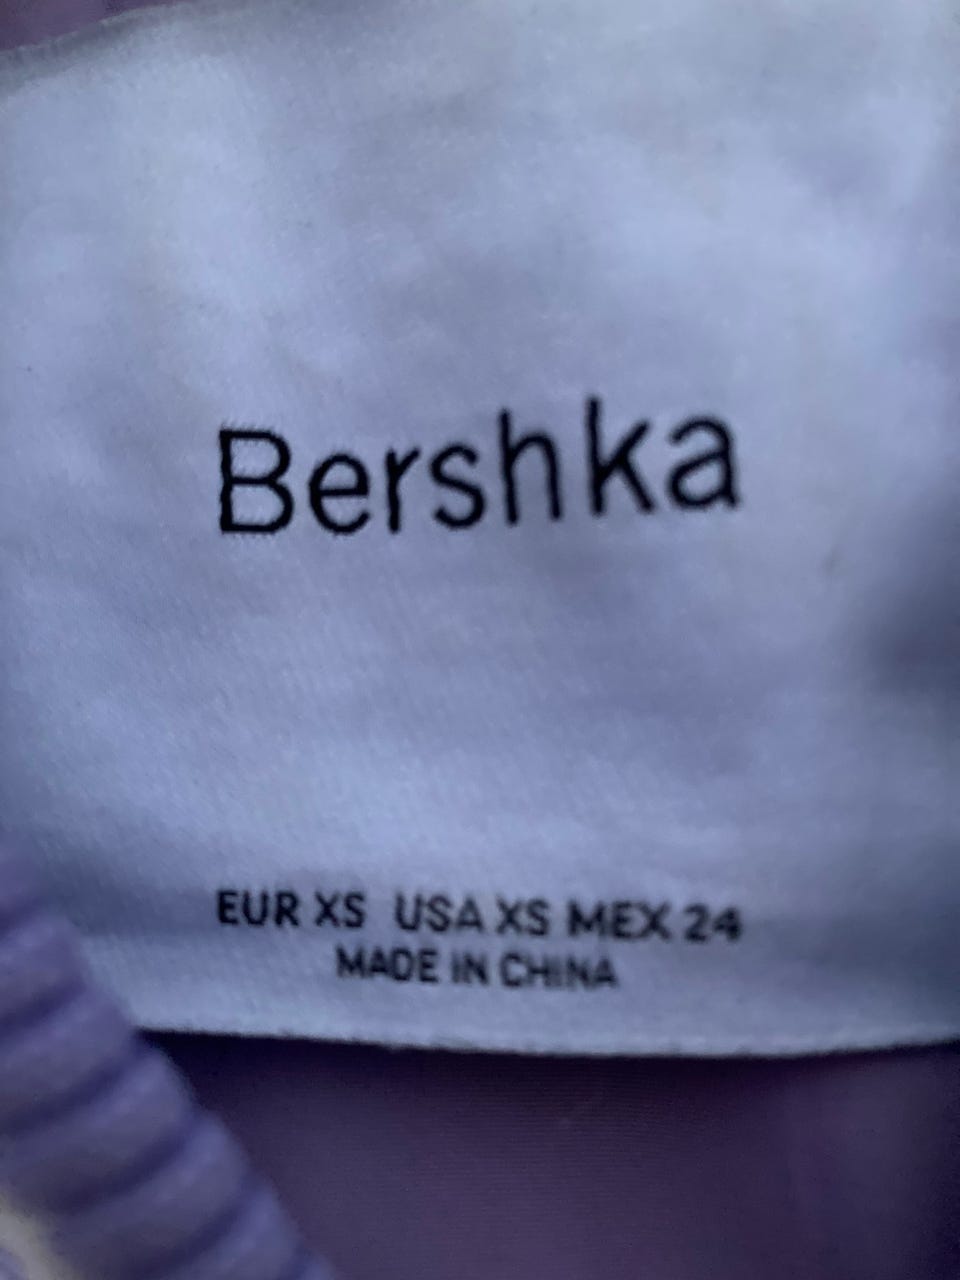 Bershka
EUR XS USA XS MEX 24
MADE IN CHINA